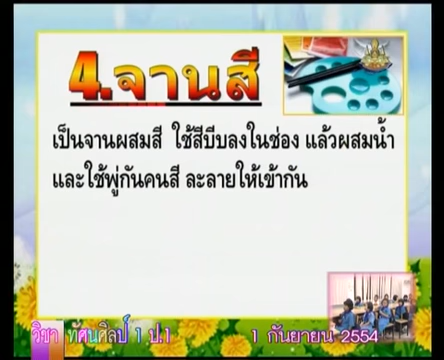 4.จานสี
เป็นจานผสมสี ใช้สีบีบลงในช่อง แล้วผสมน้ำ
และใช้พู่กันคนสี ละลายให้เข้ากัน
วิชา ทัศนศิลป์ 1 ป.1
1 กันยายน 2554